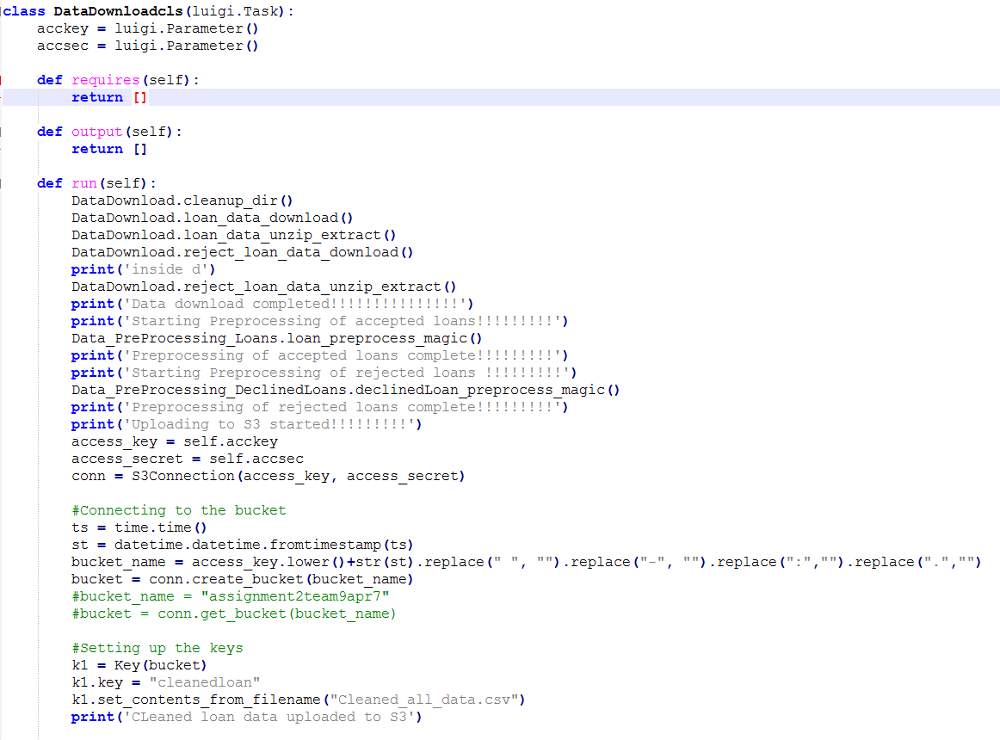 class DataDownloadcls(luigi.Task):
    acckey = luigi.Parameter()
    accsec = luigi.Parameter()

    def requires(self):
        return []

    def output(self):
        return []

    def run(self):
        DataDownload.cleanup_dir()
        DataDownload.loan_data_download()
        DataDownload.loan_data_unzip_extract()
        DataDownload.reject_loan_data_download()
        print('inside d')
        DataDownload.reject_loan_data_unzip_extract()
        print('Data download completed!!!!!!!!!!!!!!!')
        print('Starting Preprocessing of accepted loans!!!!!!!!!')
        Data_PreProcessing_Loans.loan_preprocess_magic()
        print('Preprocessing of accepted loans complete!!!!!!!!!')
        print('Starting Preprocessing of rejected loans !!!!!!!!!')
        Data_PreProcessing_DeclinedLoans.declinedLoan_preprocess_magic()
        print('Preprocessing of rejected loans complete!!!!!!!!!')
        print('Uploading to S3 started!!!!!!!!!')
        access_key = self.acckey
        access_secret = self.accsec
        conn = S3Connection(access_key, access_secret)

        #Connecting to the bucket
        ts = time.time()
        st = datetime.datetime.fromtimestamp(ts)
        bucket_name = access_key.lower()+str(st).replace(" ", "").replace("-", "").replace(":","").replace(".","")
        bucket = conn.create_bucket(bucket_name)
        #bucket_name = "assignment2team9apr7"
        #bucket = conn.get_bucket(bucket_name)

        #Setting up the keys
        k1 = Key(bucket)
        k1.key = "cleanedloan"
        k1.set_contents_from_filename("Cleaned_all_data.csv")
        print('CLeaned loan data uploaded to S3')